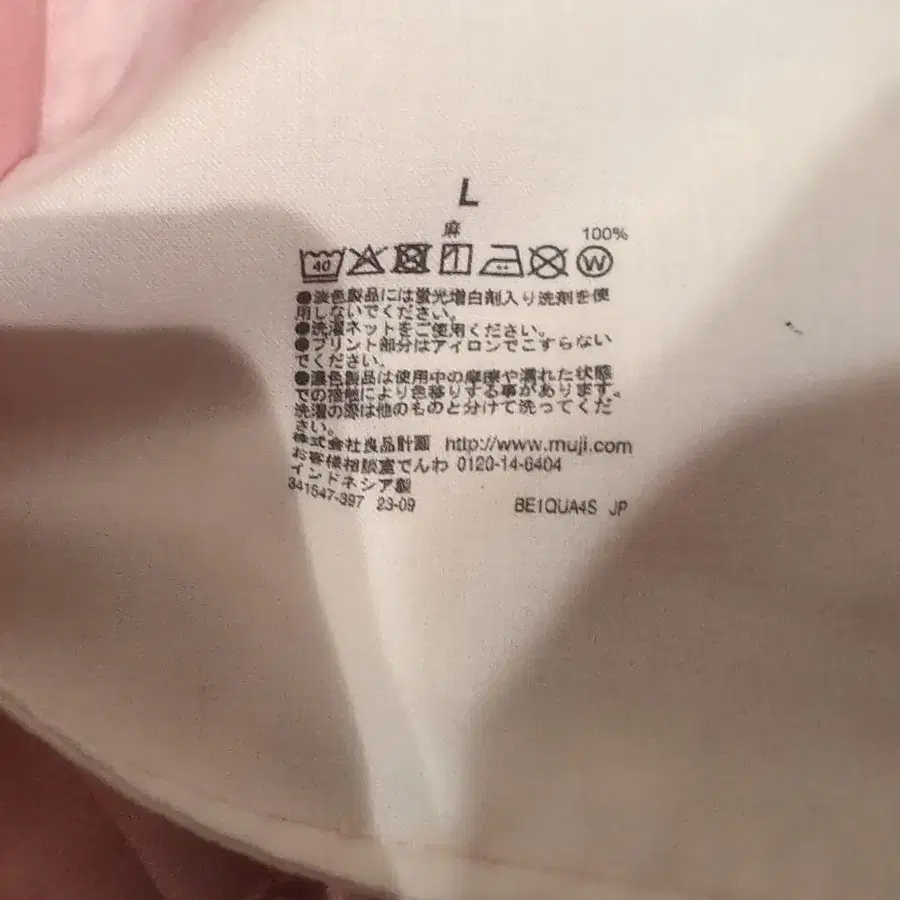 L
麻 100%
40 W
●淡色製品には蛍光増白剤入り洗剤を使
用しないでください。
●洗濯ネットをご使用ください。
●プリント部分はアイロンでこすらない
でください。
●濃色製品は使用中の摩擦や濡れた状態
での接触により色移りする事があります。
洗濯の際は他のものと分けて洗ってくだ
さい。
株式会社良品計画 http://www.muji.com
お客様相談室でんわ 0120-14-6404
インドネシア製
341547-397 23-09 BE1QUA4S JP